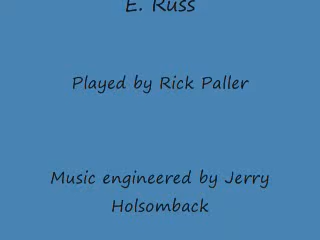 E. Russ
Played by Rick Paller
Music engineered by Jerry
Holsomback